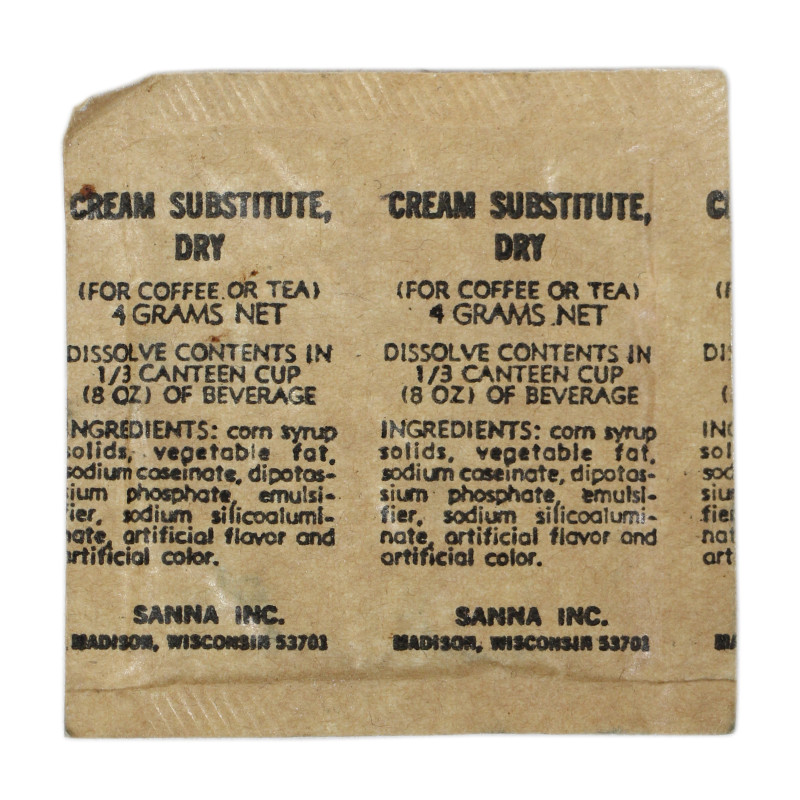 CREAM SUBSTITUTE,
DRY
(FOR COFFEE OR TEA)
4 GRAMS NET
DISSOLVE CONTENTS IN
1/3 CANTEEN CUP
(8 OZ) OF BEVERAGE
NGREDIENTS: corn syrup
solids, vegetable fat,
sodium caseinate, dipotas-
sium phosphate, emulsi-
ier, sodium silicoalumi-
nate, artificial flavor and
rtificial color.
SANNA INC.
MADISON, WISCONSIN 53703
CREAM SUBSTITUTE,
DRY
(FOR COFFEE OR TEA)
4 GRAMS NET
DISSOLVE CONTENTS IN
1/3 CANTEEN CUP
(8 OZ) OF BEVERAGE
INGREDIENTS: corn syrup
solids, vegetable fat,
sodium caseinate, dipotas-
sium phosphate, emulsi-
fier, sodium silicoalumi-
nate, artificial flavor and
artificial color.
SANNA INC.
MADISON, WISCONSIN 53703